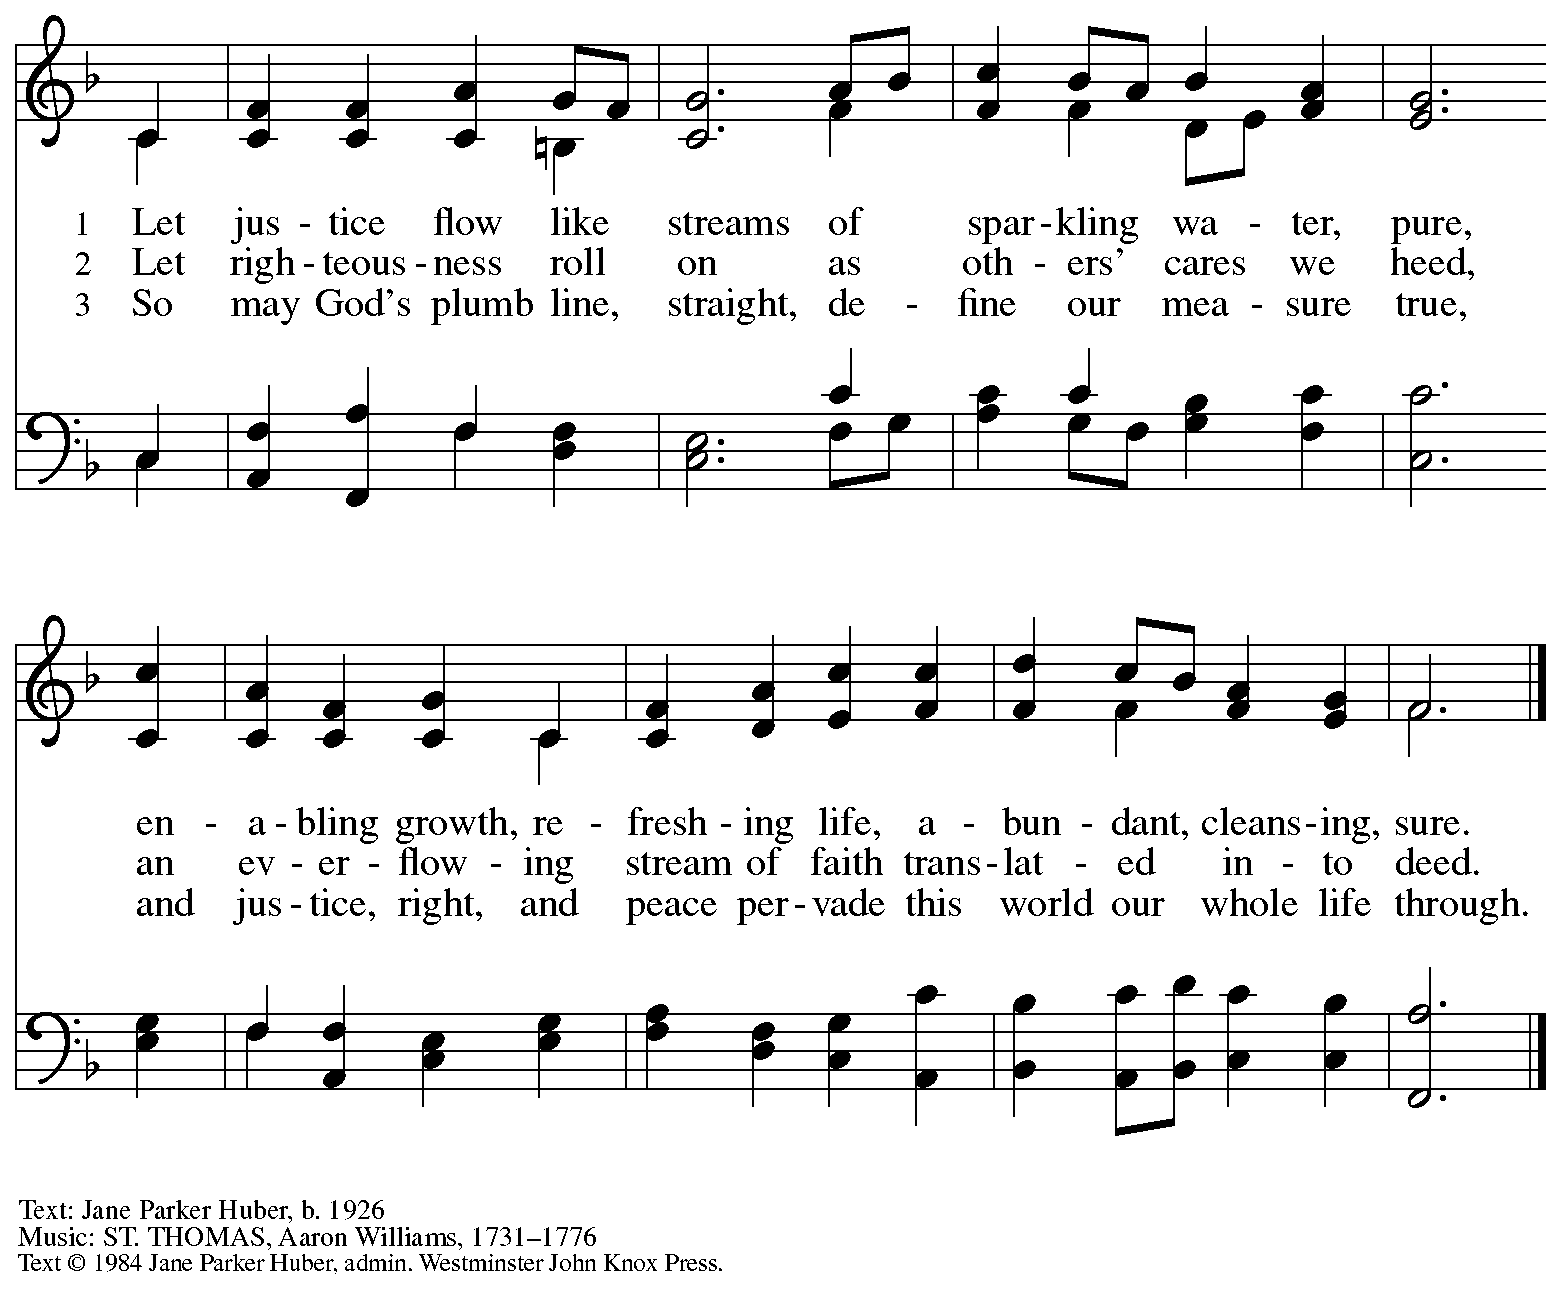 1 Let jus - tice flow like streams of spar - kling wa - ter, pure,
2 Let righ - teous - ness roll on as oth - ers’ cares we heed,
3 So may God’s plumb line, straight, de - fine our mea - sure true,
en - a - bling growth, re - fresh - ing life, a - bun - dant, cleans - ing, sure.
an ev - er - flow - ing stream of faith trans - lat - ed in - to deed.
and jus - tice, right, and peace per - vade this world our whole life through.
Text: Jane Parker Huber, b. 1926
Music: ST. THOMAS, Aaron Williams, 1731–1776
Text © 1984 Jane Parker Huber, admin. Westminster John Knox Press.